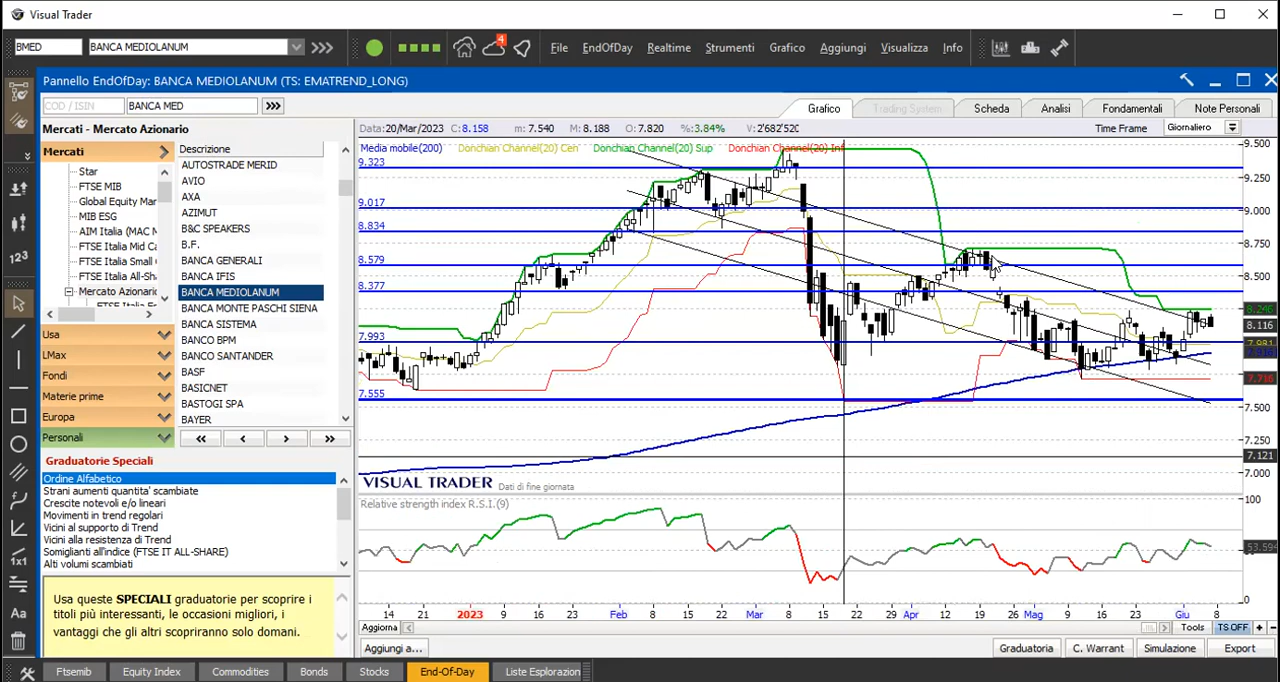 Visual Trader
BMED BANCA MEDIOLANUM 4 File EndOfDay Realtime Strumenti Grafico Aggiungi Visualizza Info
Pannello EndOfDay: BANCA MEDIOLANUM (TS: EMATREND_LONG)
COD / ISIN BANCA MED Grafico Trading System Scheda Analisi Fondamenti Note Personali
Mercati - Mercato Azionario
Mercati
Star
FTSE MIB
Global Equity Mar
MIB ESG
AIM Italia (MAC M
FTSE Italia Mid Ca
FTSE Italia Small
FTSE Italia All-Sha
Mercato Azionario
FTSE Italia
Usa
LMax
Fondi
Materie prime
Europa
Personali
Descrizione
AUTOSTRADE MERID
AVIO
AXA
AZIMUT
B&C SPEAKERS
B.F.
BANCA GENERALI
BANCA IFIS
BANCA MEDIOLANUM
BANCA MONTE PASCHI SIENA
BANCA SISTEMA
BANCO BPM
BANCO SANTANDER
BASF
BASICNET
BASTOGI SPA
BAYER
Graduatorie Speciali
Ordine Alfabetico
Strani aumenti quantita' scambiate
Crescite notevoli e/o lineari
Movimenti in trend regolari
Vicini al supporto di Trend
Vicini alla resistenza di Trend
Somiglianti all'indice (FTSE IT ALL-SHARE)
Alti volumi scambiati
Usa queste SPECIALI graduatorie per scoprire i
titoli più interessanti, le occasioni migliori, i
vantaggi che gli altri scopriranno solo domani.
Data:20/Mar/2023 C: 8.158 m: 7.540 M: 8.188 O: 7.820 %:3.84% V:2'682'520 Time Frame Giornaliero
Media mobile(200) Donchian Channel(20) Cen Donchian Channel(20) Sup Donchian Channel(20) Inf
9.323
9.017
8.834
8.579
8.377
7.993
7.555
9.500
9.250
9.000
8.750
8.500
8.246
8.116
7.981
7.716
7.500
7.250
7.121
7.000
VISUAL TRADER Dati di fine giornata
Relative strength index R.S.I.(9)
100
53.594
50
0
14 21 2023 9 16 23 Feb 8 15 22 Mar 8 15 22 29 Apr 12 19 26 Mag 9 16 23 Giu 8
Aggiorna Tools TS OFF
Aggiungi a... Graduatoria C. Warrant Simulazione Export
1x1
Aa
Ftsemib Equity Index Commodities Bonds Stocks End-Of-Day Liste Esplorazion